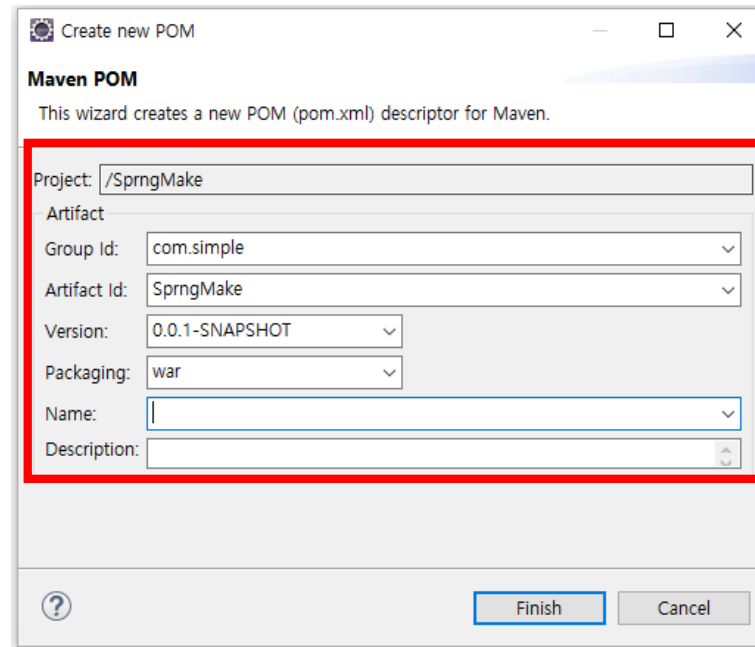 Create new POM
Maven POM
This wizard creates a new POM (pom.xml) descriptor for Maven.
Project: /SprngMake
Artifact
Group Id: com.simple
Artifact Id: SprngMake
Version: 0.0.1-SNAPSHOT
Packaging: war
Name:
Description:
?
Finish Cancel